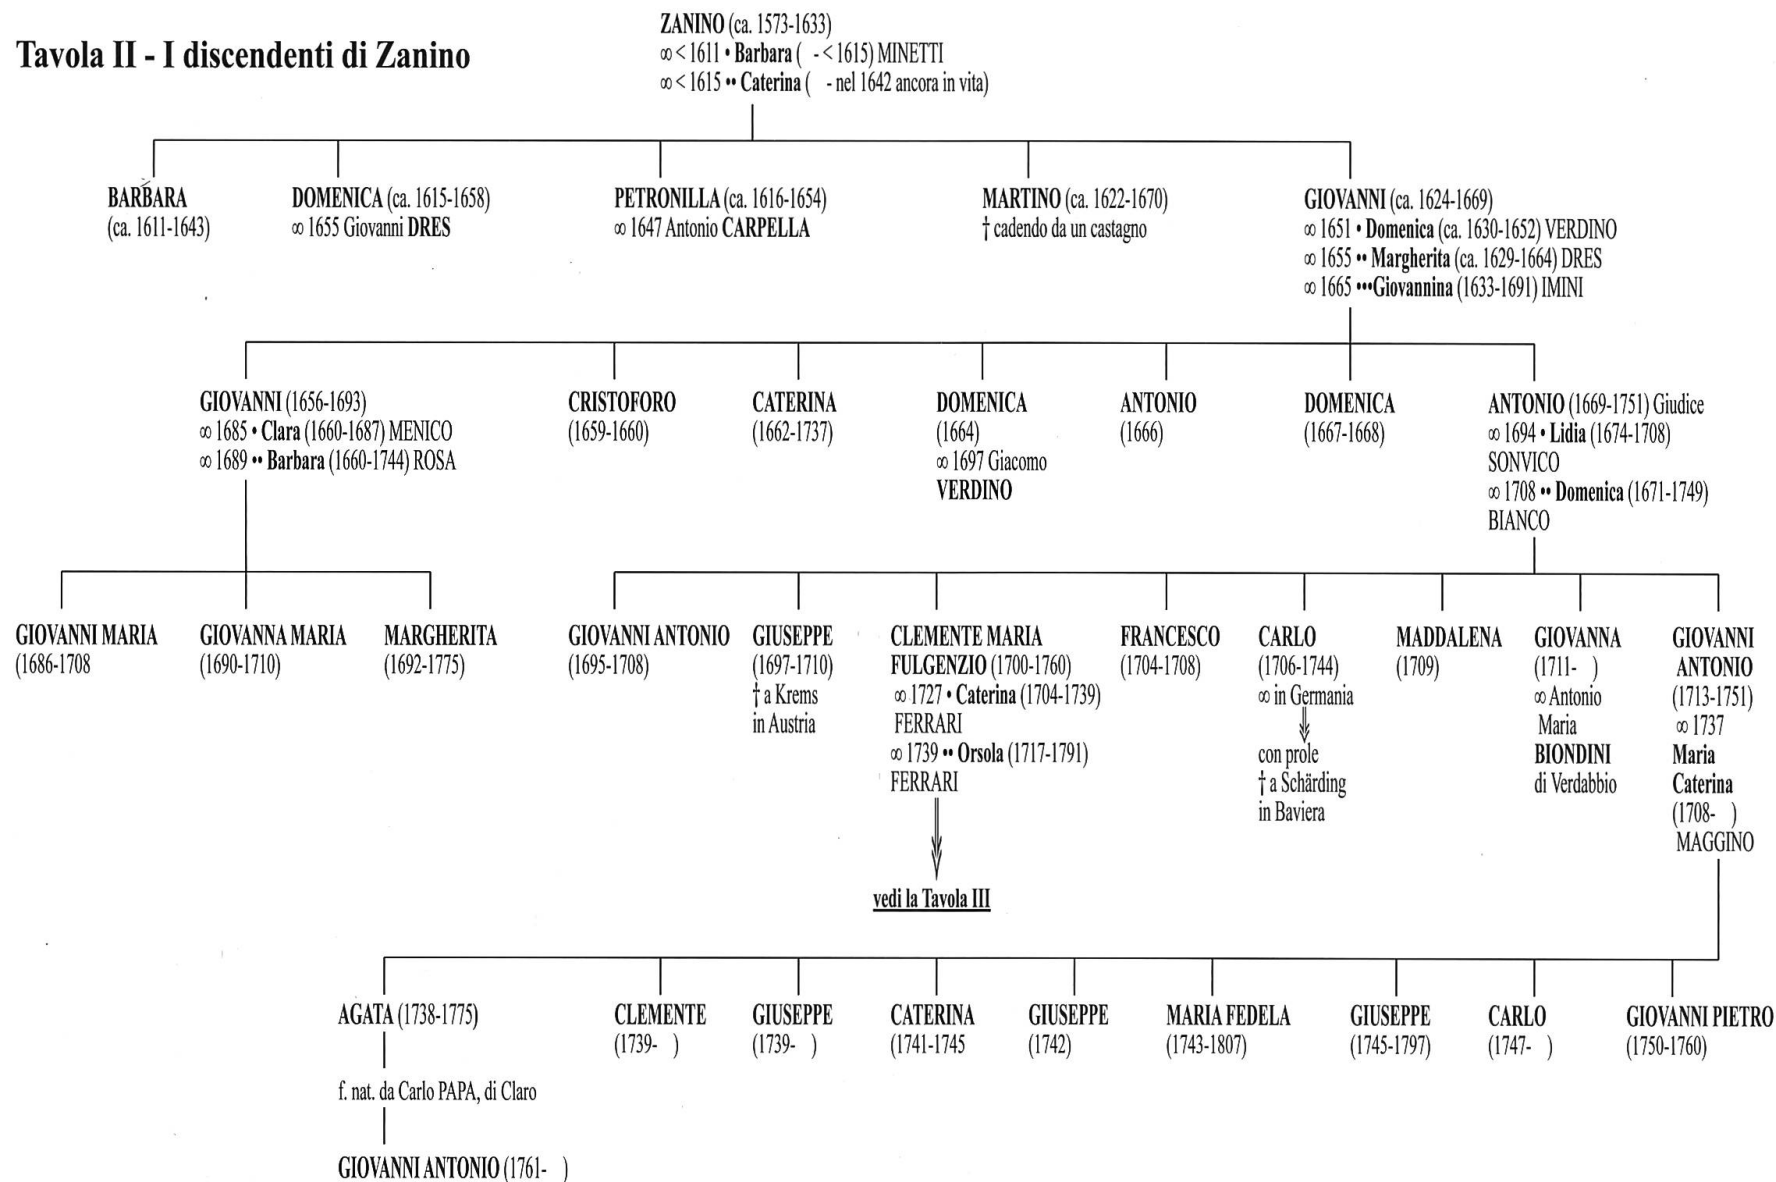 Tavola II - I discendenti di Zanino
ZANINO (ca. 1573-1633)
∞ < 1611 • Barbara (   - < 1615) MINETTI
∞ < 1615 •• Caterina (   - nel 1642 ancora in vita)
BARBARA
(ca. 1611-1643)
DOMENICA (ca. 1615-1658)
∞ 1655 Giovanni DRES
PETRONILLA (ca. 1616-1654)
∞ 1647 Antonio CARPELLA
MARTINO (ca. 1622-1670)
† cadendo da un castagno
GIOVANNI (ca. 1624-1669)
∞ 1651 • Domenica (ca. 1630-1652) VERDINO
∞ 1655 •• Margherita (ca. 1629-1664) DRES
∞ 1665 •••Giovannina (1633-1691) IMINI
GIOVANNI (1656-1693)
∞ 1685 • Clara (1660-1687) MENICO
∞ 1689 •• Barbara (1660-1744) ROSA
CRISTOFORO
(1659-1660)
CATERINA
(1662-1737)
DOMENICA
(1664)
∞ 1697 Giacomo
VERDINO
ANTONIO
(1666)
DOMENICA
(1667-1668)
ANTONIO (1669-1751) Giudice
∞ 1694 • Lidia (1674-1708)
SONVICO
∞ 1708 •• Domenica (1671-1749)
BIANCO
GIOVANNI MARIA
(1686-1708
GIOVANNA MARIA
(1690-1710)
MARGHERITA
(1692-1775)
GIOVANNI ANTONIO
(1695-1708)
GIUSEPPE
(1697-1710)
† a Krems
in Austria
CLEMENTE MARIA
FULGENZIO (1700-1760)
∞ 1727 • Caterina (1704-1739)
FERRARI
∞ 1739 •• Orsola (1717-1791)
FERRARI
vedi la Tavola III
FRANCESCO
(1704-1708)
CARLO
(1706-1744)
∞ in Germania
con prole
† a Schärding
in Baviera
MADDALENA
(1709)
GIOVANNA
(1711-   )
∞ Antonio
Maria
BIONDINI
di Verdabbio
GIOVANNI
ANTONIO
(1713-1751)
∞ 1737
Maria
Caterina
(1708-   )
MAGGINO
AGATA (1738-1775)
f. nat. da Carlo PAPA, di Claro
GIOVANNI ANTONIO (1761-   )
CLEMENTE
(1739-   )
GIUSEPPE
(1739-   )
CATERINA
(1741-1745
GIUSEPPE
(1742)
MARIA FEDELA
(1743-1807)
GIUSEPPE
(1745-1797)
CARLO
(1747-   )
GIOVANNI PIETRO
(1750-1760)